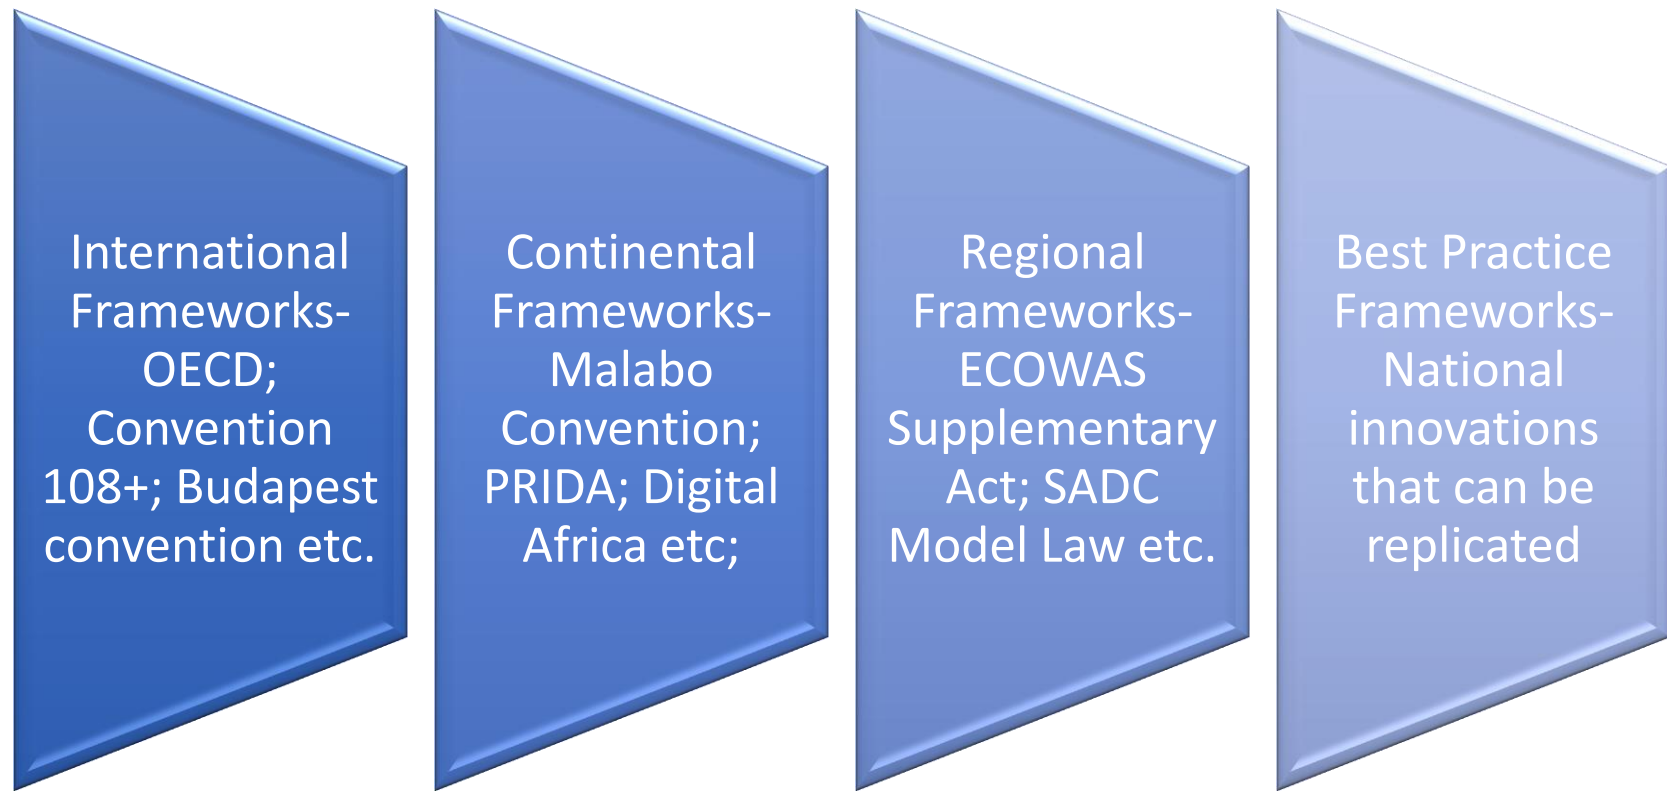 International
Frameworks-
OECD;
Convention
108+; Budapest
convention etc.
Continental
Frameworks-
Malabo
Convention;
PRIDA; Digital
Africa etc;
Regional
Frameworks-
ECOWAS
Supplementary
Act; SADC
Model Law etc.
Best Practice
Frameworks-
National
innovations
that can be
replicated